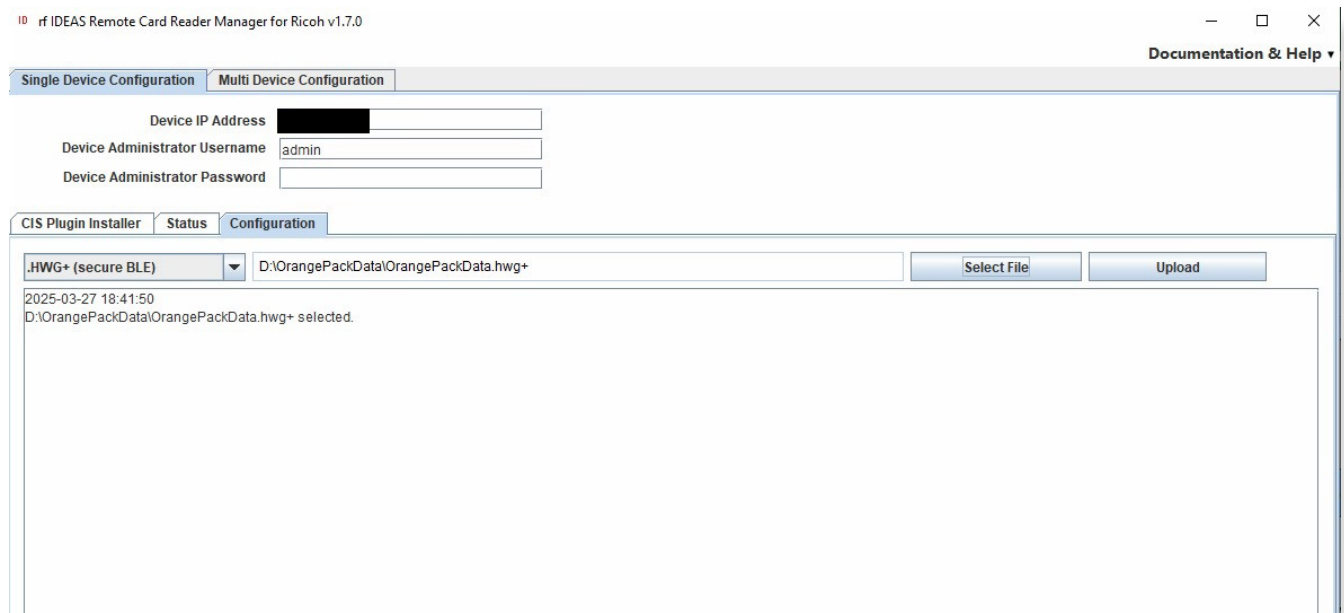 ID rf IDEAS Remote Card Reader Manager for Ricoh v1.7.0
Documentation & Help
Single Device Configuration Multi Device Configuration
Device IP Address
Device Administrator Username admin
Device Administrator Password
CIS Plugin Installer Status Configuration
.HWG+ (secure BLE) D:\OrangePackData\OrangePackData.hwg+ Select File Upload
2025-03-27 18:41:50
D:\OrangePackData\OrangePackData.hwg+ selected.